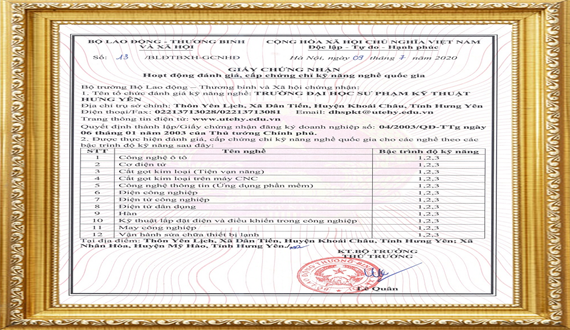 BỘ LAO ĐỘNG - THƯƠNG BINH
VÀ XÃ HỘI
CỘNG HÒA XÃ HỘI CHỦ NGHĨA VIỆT NAM
Độc lập - Tự do - Hạnh phúc
Số: 13 /BLĐTBXH-GCNHĐ
Hà Nội, ngày 09 tháng 7 năm 2020
GIẤY CHỨNG NHẬN
Hoạt động đánh giá, cấp chứng chỉ kỹ năng nghề quốc gia
Bộ trưởng Bộ Lao động – Thương binh và Xã hội chứng nhận:
1. Tên tổ chức đánh giá kỹ năng nghề: TRƯỜNG ĐẠI HỌC SƯ PHẠM KỸ THUẬT
HƯNG YÊN
Địa chỉ trụ sở chính: Thôn Yên Lịch, Xã Dân Tiến, Huyện Khoái Châu, Tỉnh Hưng Yên
Điện thoại/Fax: 02213713028/02213713081 Email: dhspkt@utehy.edu.vn
Trang thông tin điện tử: www.utehy.edu.vn
Quyết định thành lập/Giấy chứng nhận đăng ký doanh nghiệp số: 04/2003/QĐ-TTg ngày
06 tháng 01 năm 2003 của Thủ tướng Chính phủ.
2. Được thực hiện đánh giá, cấp chứng chỉ kỹ năng nghề quốc gia cho các nghề theo các
bậc trình độ kỹ năng sau đây:
STT Tên nghề Bậc trình độ kỹ năng
1 Công nghệ ô tô 1,2,3
2 Cơ điện tử 1,2,3
3 Cắt gọt kim loại (Tiện vạn năng) 1,2,3
4 Cắt gọt kim loại trên máy CNC 1,2,3
5 Công nghệ thông tin (Ứng dụng phần mềm) 1,2,3
6 Điện công nghiệp 1,2,3
7 Điện tử công nghiệp 1,2,3
8 Điện tử dân dụng 1,2,3
9 Hàn 1,2,3
10 Kỹ thuật lắp đặt điện và điều khiển trong công nghiệp 1,2,3
11 May công nghiệp 1,2,3
12 Vận hành sửa chữa thiết bị lạnh 1,2,3
Tại địa điểm: Thôn Yên Lịch, Xã Dân Tiến, Huyện Khoái Châu, Tỉnh Hưng Yên; Xã
Nhân Hòa, Huyện Mỹ Hào, Tỉnh Hưng Yên./.
KT.BỘ TRƯỞNG
THỨ TRƯỞNG
Lê Quân